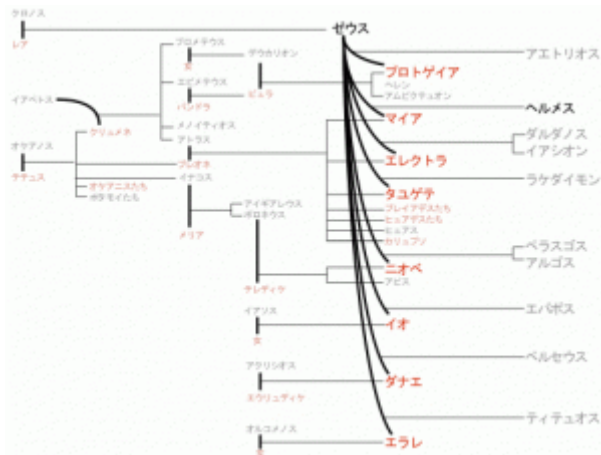 クロノス
レア
ゼウス
プロメテウス
女
デウカリオン
アエトリオス
プロトゲイア
ヘレン
アムピクテュオン
エピメテウス
パンドラ
ピュラ
イアペトス
クリュメネ
メノイティオス
アトラス
プレオネ
マイア
ヘルメス
オケアノス
テテュス
イナコス
オケアニスたち
ポタモイたち
メリア
エレクトラ
ダルダノス
イアシオン
タユゲテ
ラケダイモン
プレイアデスたち
ヒュアデスたち
ヒュアス
カリュプソ
アイギアレウス
ポロネウス
テレディケ
ニオベ
アピス
ペラスゴス
アルゴス
イアソス
女
イオ
エパポス
アクリシオス
エウリュディケ
ダナエ
ペルセウス
オルコメノス
女
エラレ
ティテュオス